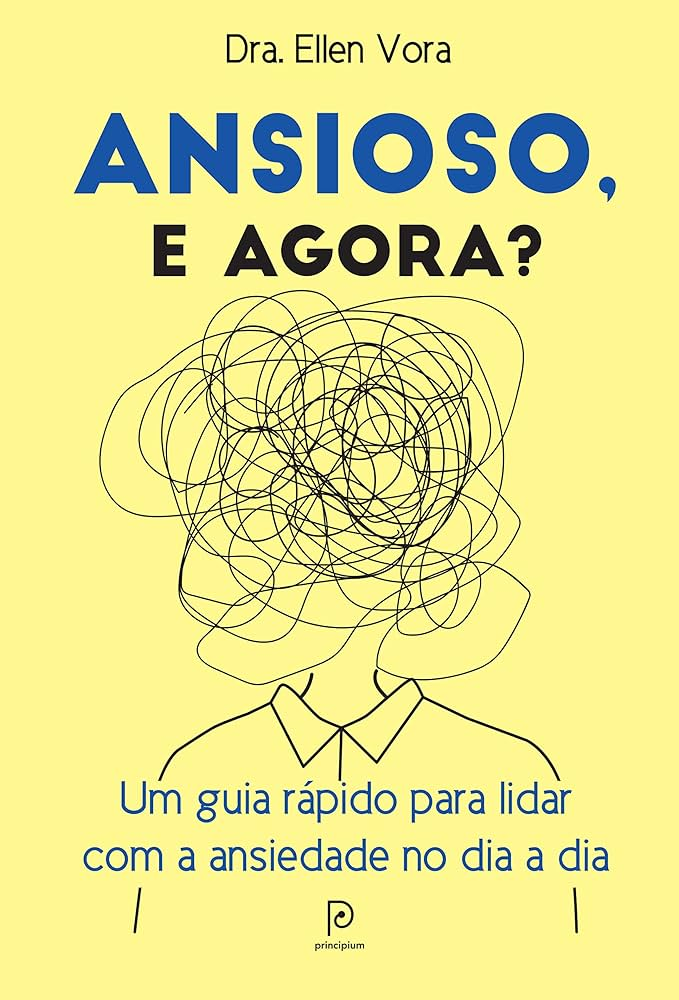 Dra. Ellen Vora
ANSIOSO,
E AGORA?
Um guia rápido para lidar
com a ansiedade no dia a dia
principium